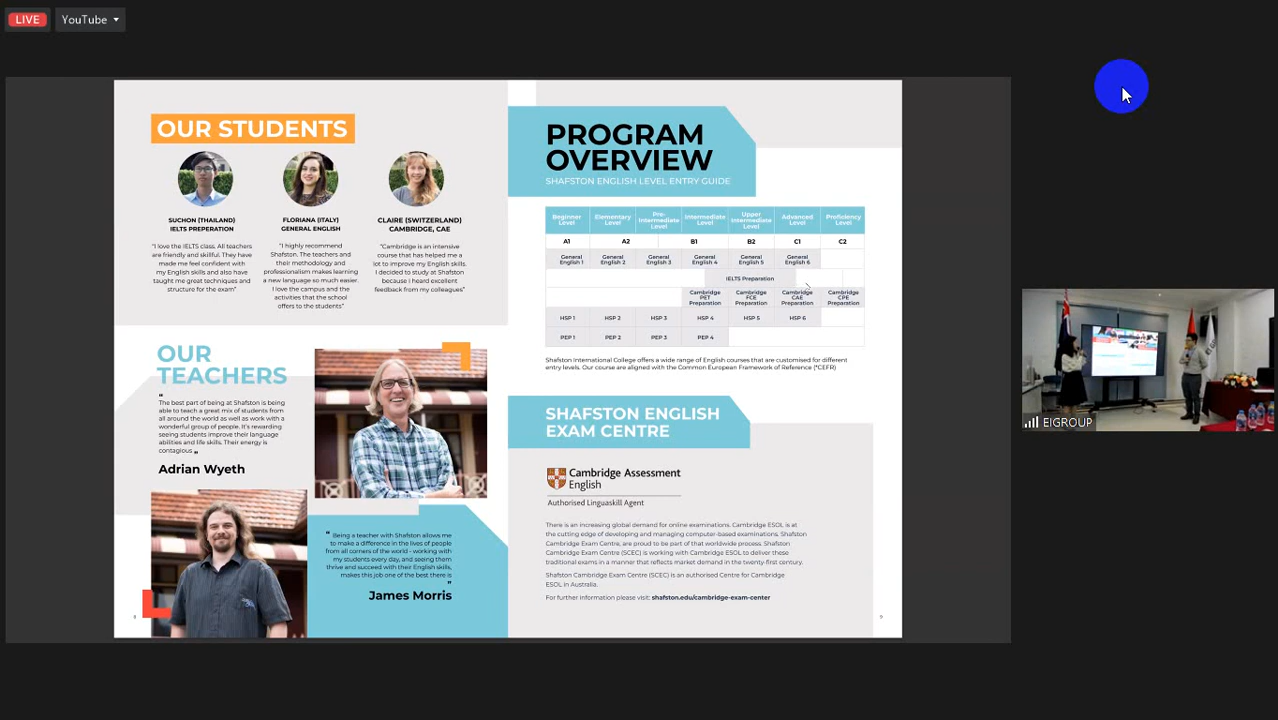 LIVE
YouTube
OUR STUDENTS
SUCHON (THAILAND)
IELTS PREPARATION
"I love the IELTS class. All teachers
are friendly and skillful. They have
made me feel confident with
my English skills and also have
taught me great techniques and
structure for the exam"
FLORIANA (ITALY)
GENERAL ENGLISH
"I highly recommend
Shafston. The teachers and
their methodology and
professionalism makes learning
a new language so much easier.
I love the campus and the
activities that the school
offers to the students"
CLAIRE (SWITZERLAND)
CAMBRIDGE, CAE
"Cambridge is an intensive
course that has helped me a
lot to improve my English skills.
I decided to study at Shafston
because I heard excellent
feedback from my colleagues"
OUR
TEACHERS
"
The best part of being at Shafston is being
able to teach a great mix of students from
all around the world as well as work with a
wonderful group of people. It's rewarding
seeing students improve their language
abilities and life skills. Their energy is
contagious "
Adrian Wyeth
" Being a teacher with Shafston allows me
to make a difference in the lives of people
from all corners of the world - working with
my students every day, and seeing them
thrive and succeed with their English skills,
makes this job one of the best there is
"
James Morris
8
PROGRAM
OVERVIEW
SHAFSTON ENGLISH LEVEL ENTRY GUIDE
Beginner Level Elementary Level Pre-Intermediate Level Intermediate Level Upper Intermediate Level Advanced Level Proficiency Level
A1 A2 B1 B2 C1 C2
General English 1 General English 2 General English 3 General English 4 General English 5 General English 6
IELTS Preparation
Cambridge PET Preparation Cambridge FCE Preparation Cambridge CAE Preparation Cambridge CPE Preparation
HSP 1 HSP 2 HSP 3 HSP 4 HSP 5 HSP 6
PEP 1 PEP 2 PEP 3 PEP 4
Shafston International College offers a wide range of English courses that are customised for different
entry levels. Our course are aligned with the Common European Framework of Reference (*CEFR)
SHAFSTON ENGLISH
EXAM CENTRE
Cambridge Assessment
English
Authorised Linguaskill Agent
There is an increasing global demand for online examinations. Cambridge ESOL is at
the cutting edge of developing and managing computer-based examinations. Shafston
Cambridge Exam Centre, are proud to be part of that worldwide process. Shafston
Cambridge Exam Centre (SCEC) is working with Cambridge ESOL to deliver these
traditional exams in a manner that reflects market demand in the twenty-first century.
Shafston Cambridge Exam Centre (SCEC) is an authorised Centre for Cambridge
ESOL in Australia.
For further information please visit: shafston.edu/cambridge-exam-center
9
EIGROUP